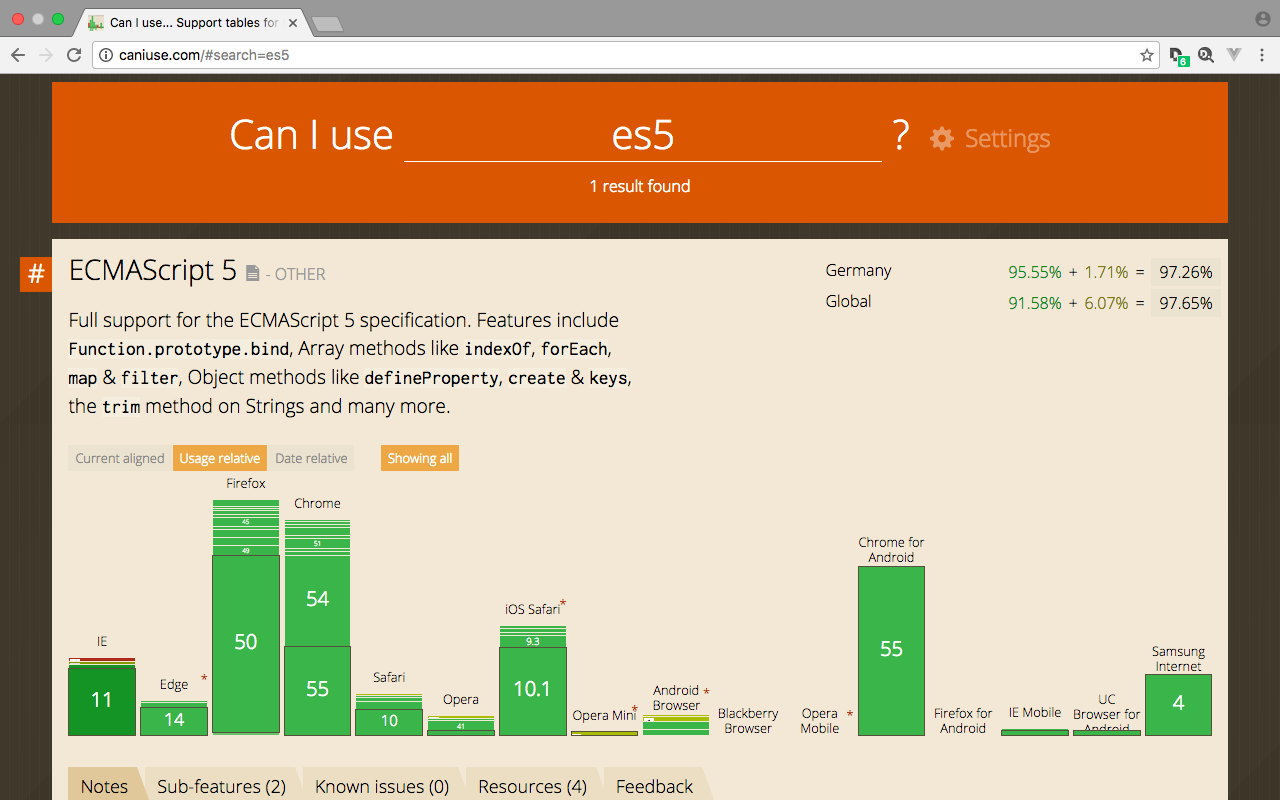 Can I use... Support tables for
caniuse.com/#search=es5
6
Can I use es5 ? Settings
1 result found
#
ECMAScript 5 - OTHER
Germany 95.55% + 1.71% = 97.26%
Global 91.58% + 6.07% = 97.65%
Full support for the ECMAScript 5 specification. Features include
Function.prototype.bind, Array methods like indexOf, forEach,
map & filter, Object methods like defineProperty, create & keys,
the trim method on Strings and many more.
Current aligned Usage relative Date relative Showing all
IE
11
Edge *
14
Firefox
45
49
50
Chrome
51
54
55
Safari
10
Opera
41
iOS Safari *
9.3
10.1
Opera Mini *
Android *
Browser
Blackberry
Browser
Opera *
Mobile
Chrome for
Android
55
Firefox for
Android
IE Mobile
UC
Browser for
Android
Samsung
Internet
4
Notes Sub-features (2) Known issues (0) Resources (4) Feedback